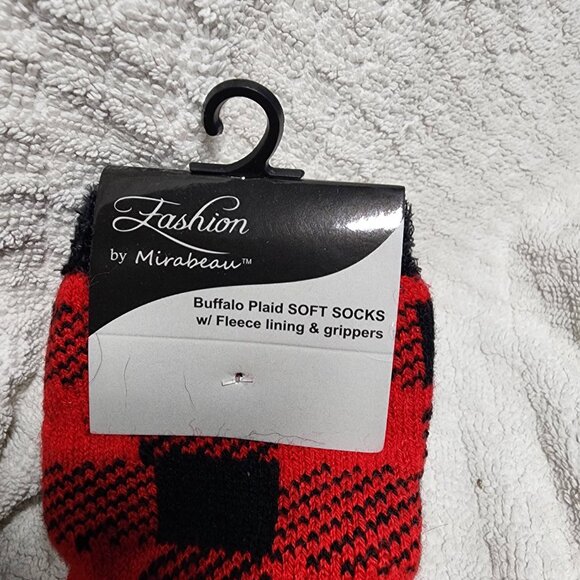 Fashion
by Mirabeau™
Buffalo Plaid SOFT SOCKS
w/ Fleece lining & grippers